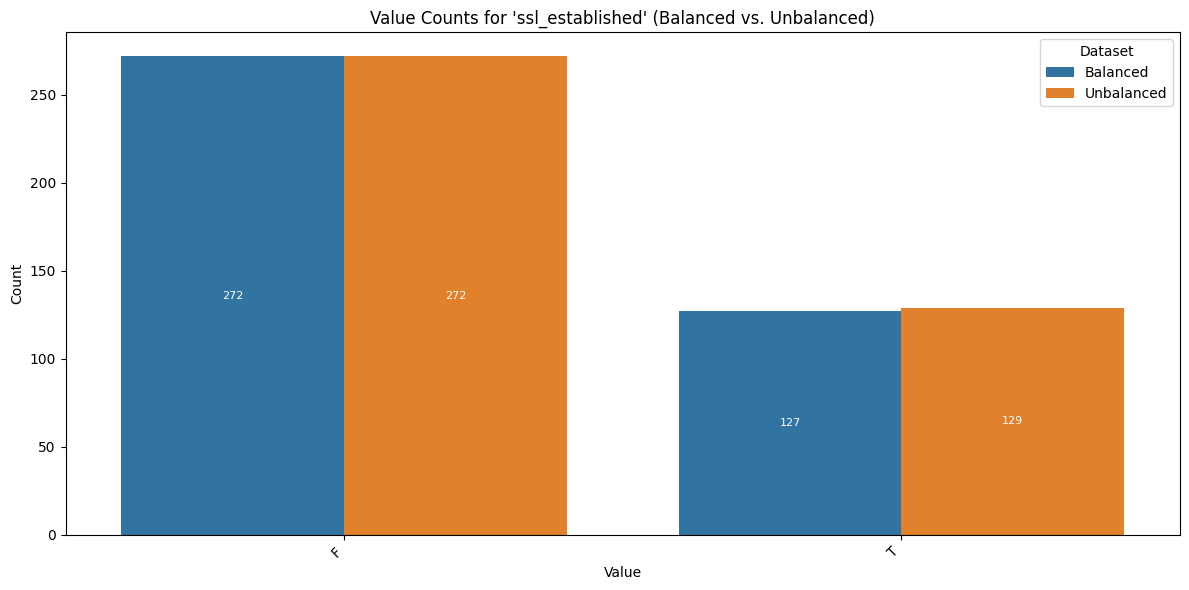 Value Counts for 'ssl_established' (Balanced vs. Unbalanced)
Dataset
Balanced
Unbalanced
Count
250
200
150
100
50
0
272
272
127
129
F
T
Value